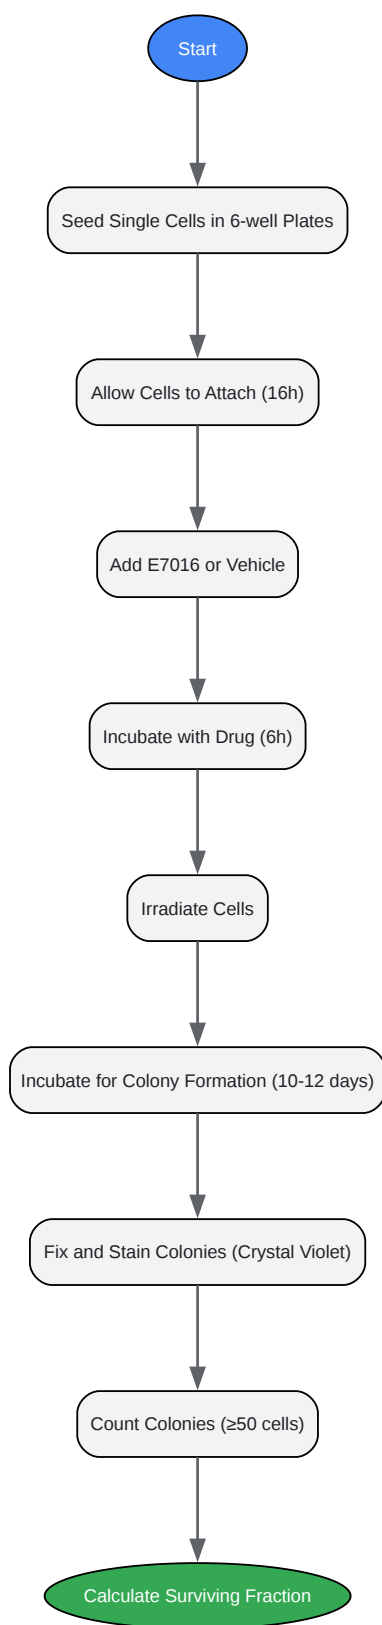 Start
Seed Single Cells in 6-well Plates
Allow Cells to Attach (16h)
Add E7016 or Vehicle
Incubate with Drug (6h)
Irradiate Cells
Incubate for Colony Formation (10-12 days)
Fix and Stain Colonies (Crystal Violet)
Count Colonies (≥50 cells)
Calculate Surviving Fraction